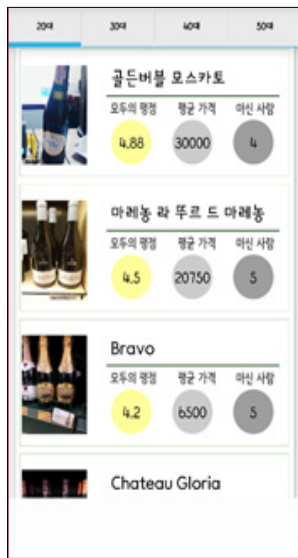 20대 30대 40대 50대
골든버블 모스카토
모두의 평점 평균 가격 마신 사람
4.88 30000 4
마레농 라 뚜르 드 마레농
모두의 평점 평균 가격 마신 사람
4.5 20750 5
Bravo
모두의 평점 평균 가격 마신 사람
4.2 6500 5
Chateau Gloria